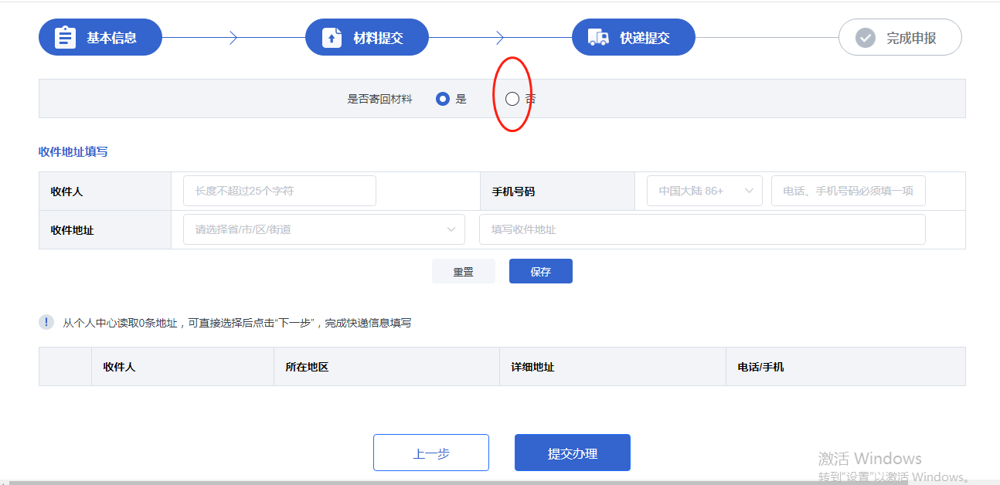 基本信息 材料提交 快递提交 完成申报
是否寄回材料 是 否
收件地址填写
收件人 长度不超过25个字符 手机号码 中国大陆 86+ 电话、手机号码必须填一项
收件地址 请选择省/市/区/街道 填写收件地址
重置 保存
! 从个人中心读取0条地址，可直接选择后点击“下一步”，完成快递信息填写
收件人 所在地区 详细地址 电话/手机
上一步 提交办理
激活 Windows
转到“设置”以激活 Windows。